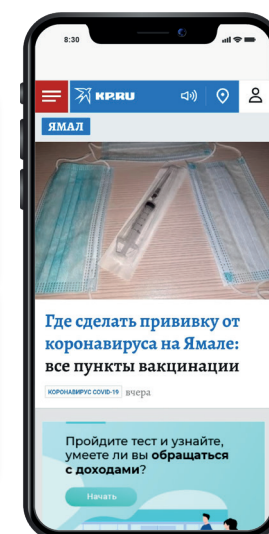 8:30
KP.RU
ЯМАЛ
Где сделать прививку от
коронавируса на Ямале:
все пункты вакцинации
КОРОНАВИРУС COVID-19 вчера
Пройдите тест и узнайте,
умеете ли вы обращаться
с доходами?
Начать